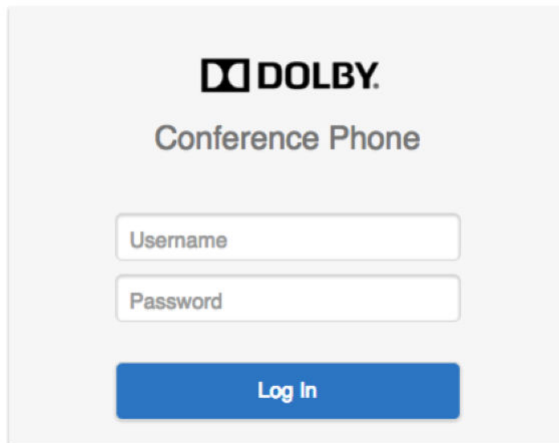 DOLBY.
Conference Phone
Username
Password
Log In